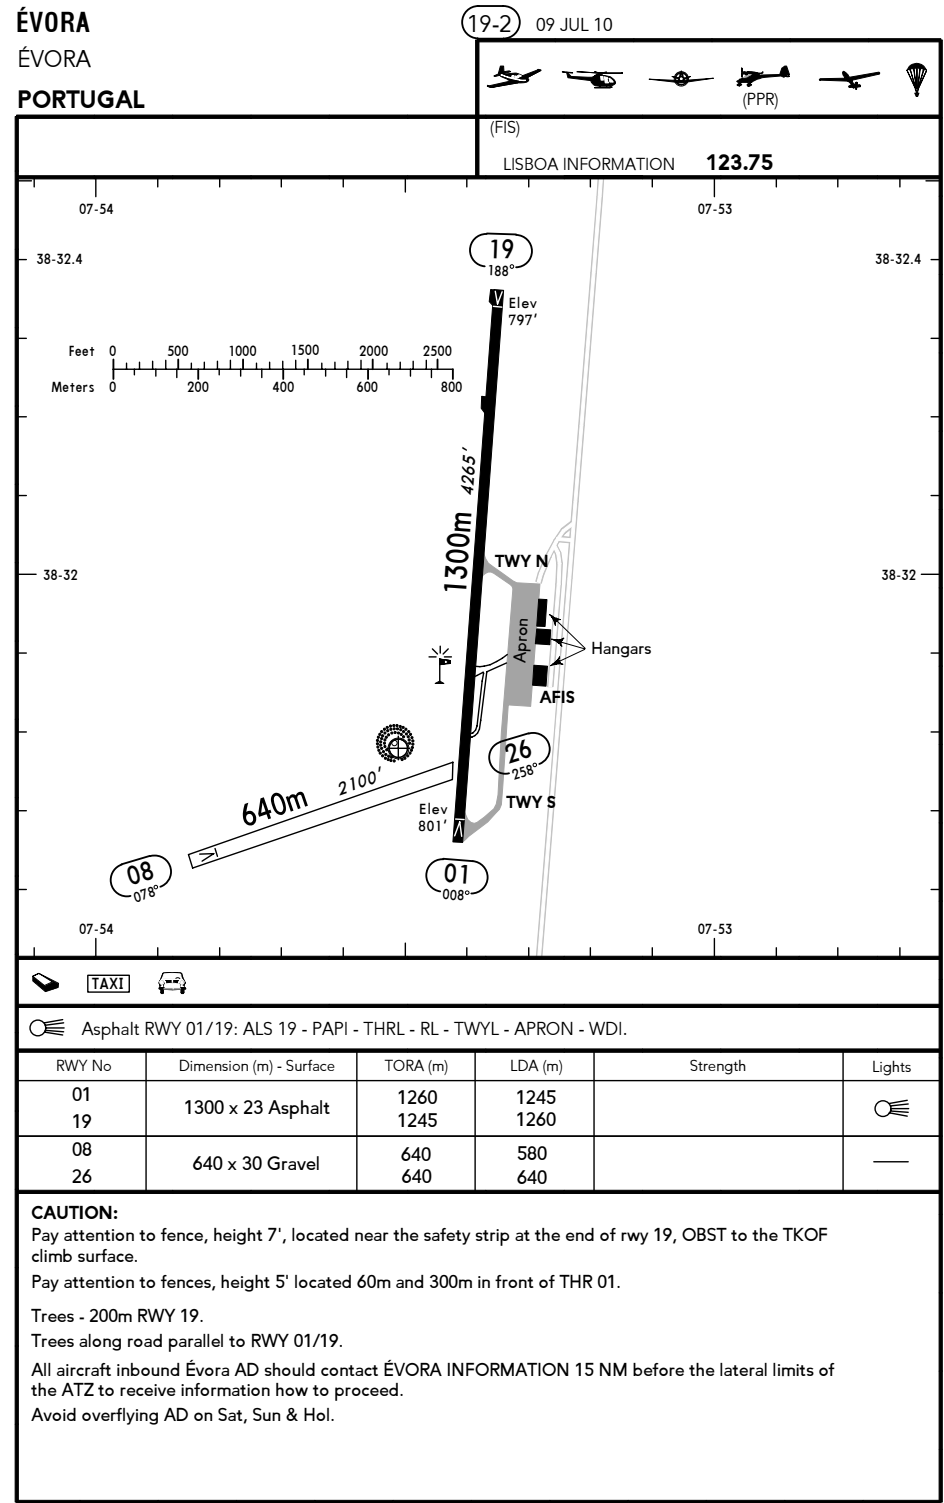 ÉVORA
19-2 09 JUL 10
ÉVORA
PORTUGAL
(PPR)
(FIS)
LISBOA INFORMATION 123.75
07-54 07-53
38-32.4 38-32.4
19
188°
Elev
797'
Feet 0 500 1000 1500 2000 2500
Meters 0 200 400 600 800
4265'
1300m
TWY N
38-32 38-32
Apron
Hangars
AFIS
26
258°
2100'
640m
TWY S
Elev
801'
08
078°
01
008°
07-54 07-53
TAXI
Asphalt RWY 01/19: ALS 19 - PAPI - THRL - RL - TWYL - APRON - WDI.
RWY No Dimension (m) - Surface TORA (m) LDA (m) Strength Lights
01 1300 x 23 Asphalt 1260 1245
19 1245 1260
08 640 x 30 Gravel 640 580
26 640 640
CAUTION:
Pay attention to fence, height 7', located near the safety strip at the end of rwy 19, OBST to the TKOF
climb surface.
Pay attention to fences, height 5' located 60m and 300m in front of THR 01.
Trees - 200m RWY 19.
Trees along road parallel to RWY 01/19.
All aircraft inbound Évora AD should contact ÉVORA INFORMATION 15 NM before the lateral limits of
the ATZ to receive information how to proceed.
Avoid overflying AD on Sat, Sun & Hol.